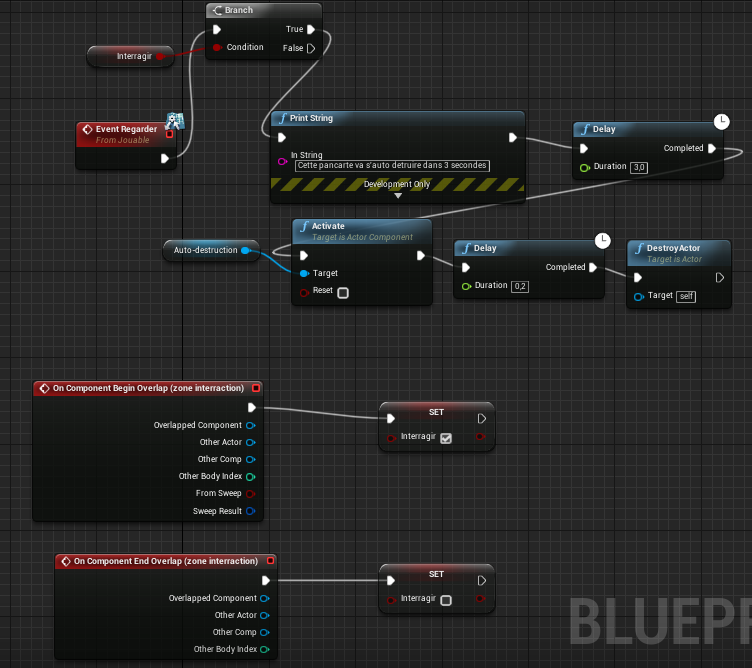 Branch
True
Condition
False
Interragir
Event Regarder
From Jouable
Print String
In String
Cette pancarte va s'auto detruire dans 3 secondes
Development Only
Delay
Completed
Duration 3,0
Auto-destruction
Activate
Target is Actor Component
Target
Reset
Delay
Completed
Duration 0,2
DestroyActor
Target is Actor
Target self
On Component Begin Overlap (zone interraction)
Overlapped Component
Other Actor
Other Comp
Other Body Index
From Sweep
Sweep Result
SET
Interragir
On Component End Overlap (zone interraction)
Overlapped Component
Other Actor
Other Comp
Other Body Index
SET
Interragir
BLUEPR